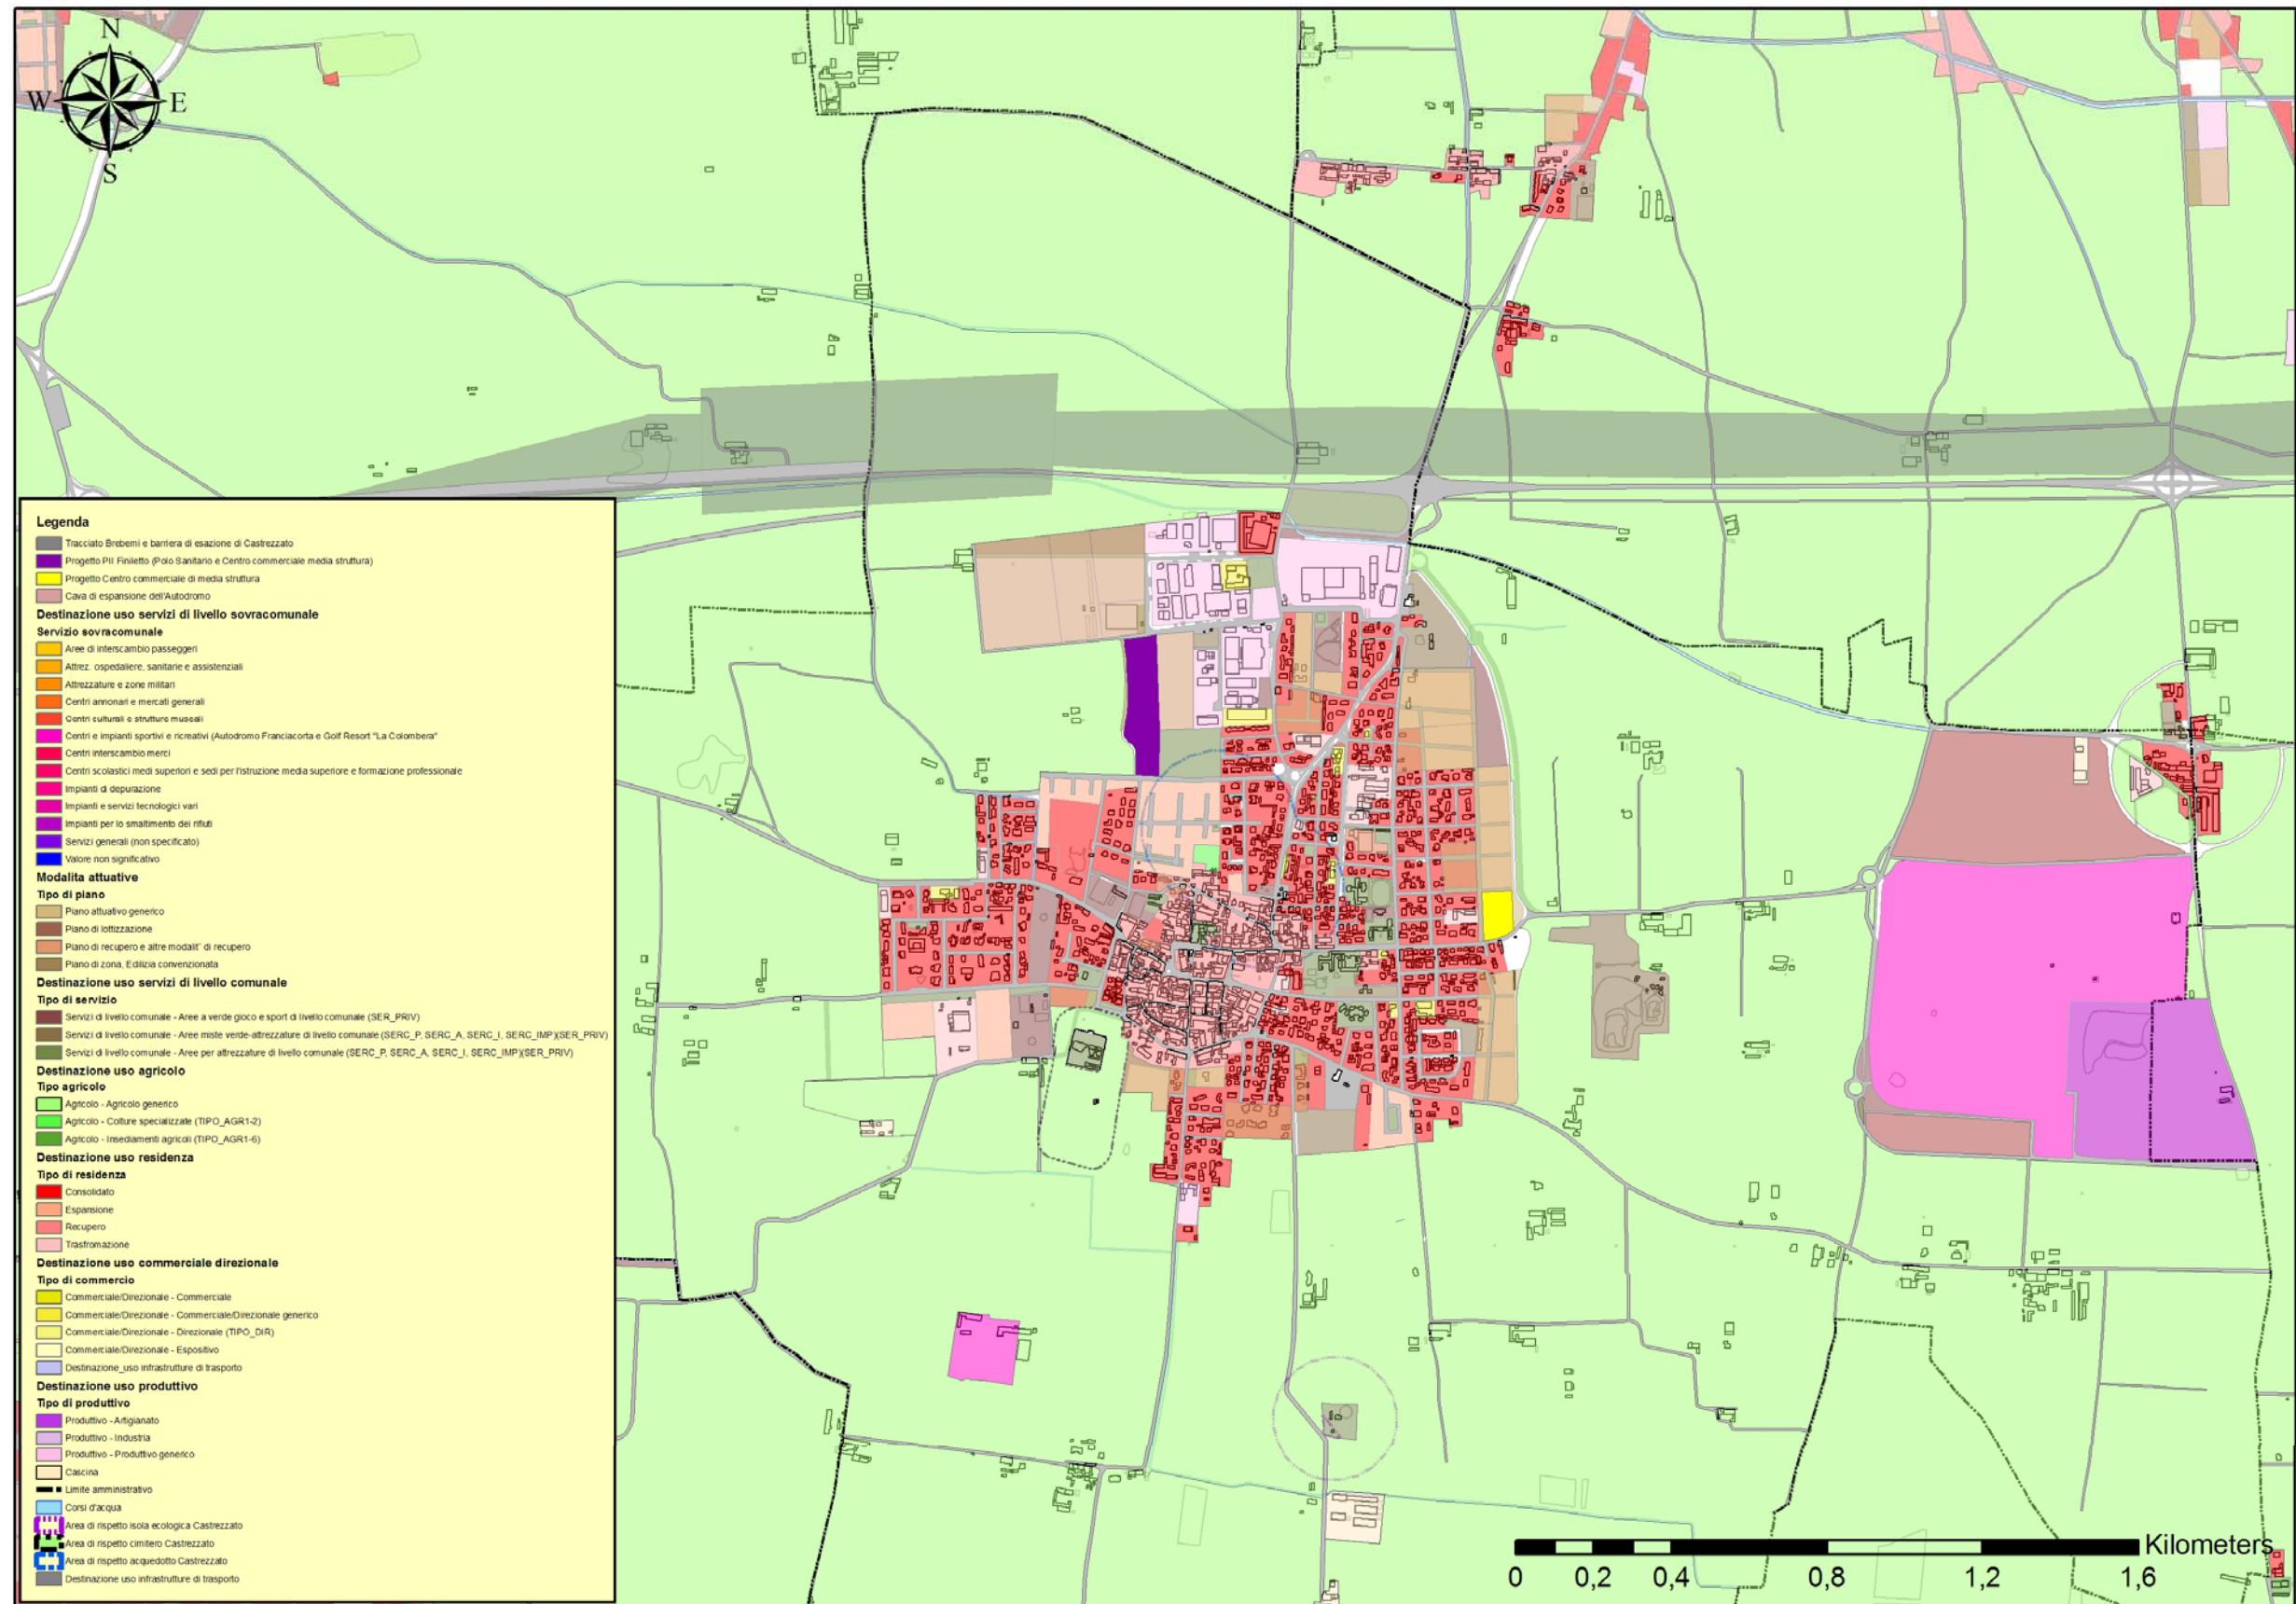 N
W
E
S
Legenda
Tracciato Brebemi e barriera di esazione di Castrezzato
Progetto PII Finiletto (Polo Sanitario e Centro commerciale media struttura)
Progetto Centro commerciale di media struttura
Cava di espansione dell'Autodromo
Destinazione uso servizi di livello sovracomunale
Servizio sovracomunale
Aree di intercambio passeggeri
Attrez. ospedaliere, sanitarie e assistenziali
Attrezzature e zone militari
Centri annonari e mercati generali
Centri culturali e strutture museali
Centri e impianti sportivi e ricreativi (Autodromo Franciacorta e Golf Resort "La Colombera"
Centri interscambio merci
Centri scolastici medi superiori e sedi per l'istruzione media superiore e formazione professionale
Impianti di depurazione
Impianti e servizi tecnologici vari
Impianti per lo smaltimento dei rifiuti
Servizi generali (non specificato)
Valore non significativo
Modalita attuative
Tipo di piano
Piano attuativo generico
Piano di lottizzazione
Piano di recupero e altre modalit¨ di recupero
Piano di zona, Edilizia convenzionata
Destinazione uso servizi di livello comunale
Tipo di servizio
Servizi di livello comunale - Aree a verde gioco e sport di livello comunale (SER_PRIV)
Servizi di livello comunale - Aree miste verde-attrezzature di livello comunale (SERC_P, SERC_A, SERC_I, SERC_IMP)(SER_PRIV)
Servizi di livello comunale - Aree per attrezzature di livello comunale (SERC_P, SERC_A, SERC_I, SERC_IMP)(SER_PRIV)
Destinazione uso agricolo
Tipo agricolo
Agricolo - Agricolo generico
Agricolo - Colture specializzate (TIPO_AGR1-2)
Agricolo - Insediamenti agricoli (TIPO_AGR1-6)
Destinazione uso residenza
Tipo di residenza
Consolidato
Espansione
Recupero
Trasfromazione
Destinazione uso commerciale direzionale
Tipo di commercio
Commerciale/Direzionale - Commerciale
Commerciale/Direzionale - Commerciale/Direzionale generico
Commerciale/Direzionale - Direzionale (TIPO_DIR)
Commerciale/Direzionale - Espositivo
Destinazione_uso infrastrutture di trasporto
Destinazione uso produttivo
Tipo di produttivo
Produttivo - Artigianato
Produttivo - Industria
Produttivo - Produttivo generico
Cascina
Limite amministrativo
Corsi d'acqua
Area di rispetto isola ecologica Castrezzato
Area di rispetto cimitero Castrezzato
Area di rispetto acquedotto Castrezzato
Destinazione uso infrastrutture di trasporto
Kilometers
0 0,2 0,4 0,8 1,2 1,6